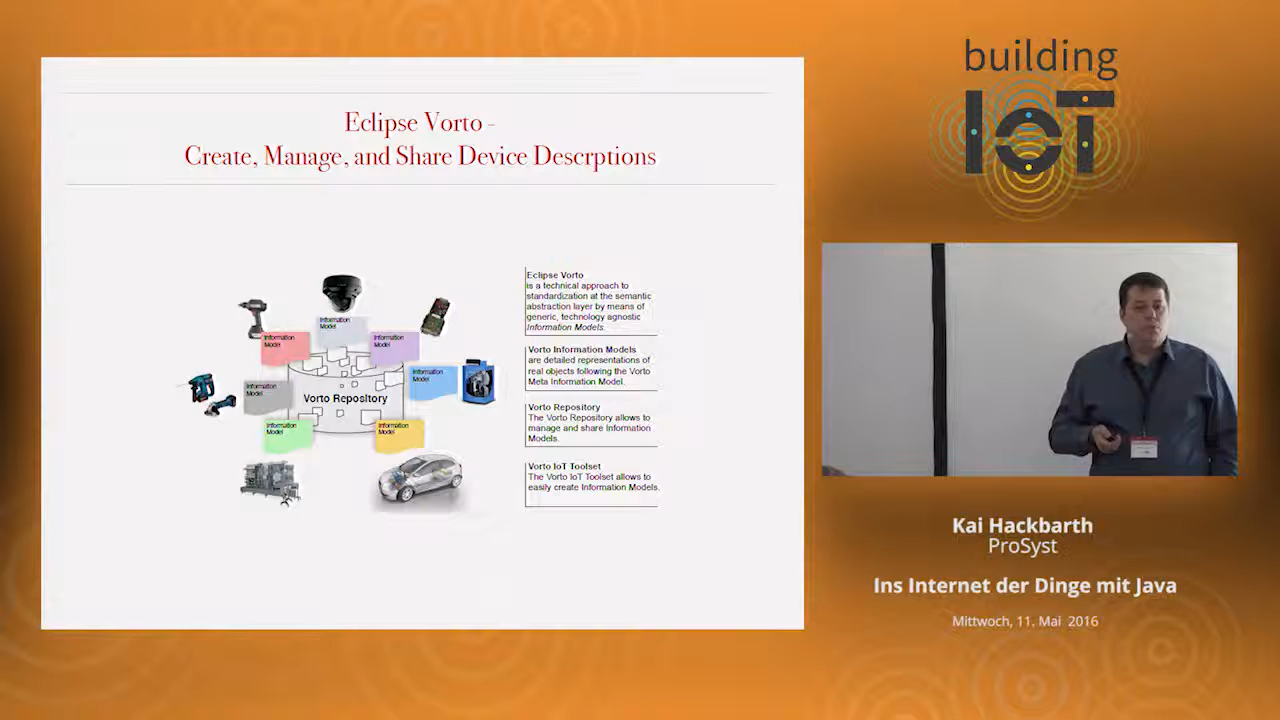 Eclipse Vorto -
Create, Manage, and Share Device Descrptions
Information
Model
Information
Model
Information
Model
Information
Model
Information
Model
Information
Model
Information
Model
Vorto Repository
Eclipse Vorto
is a technical approach to
standardization at the semantic
abstraction layer by means of
generic, technology agnostic
Information Models.
Vorto Information Models
are detailed representations of
real objects following the Vorto
Meta Information Model.
Vorto Repository
The Vorto Repository allows to
manage and share Information
Models.
Vorto IoT Toolset
The Vorto IoT Toolset allows to
easily create Information Models.
building
IoT
Kai Hackbarth
ProSyst
Ins Internet der Dinge mit Java
Mittwoch, 11. Mai 2016